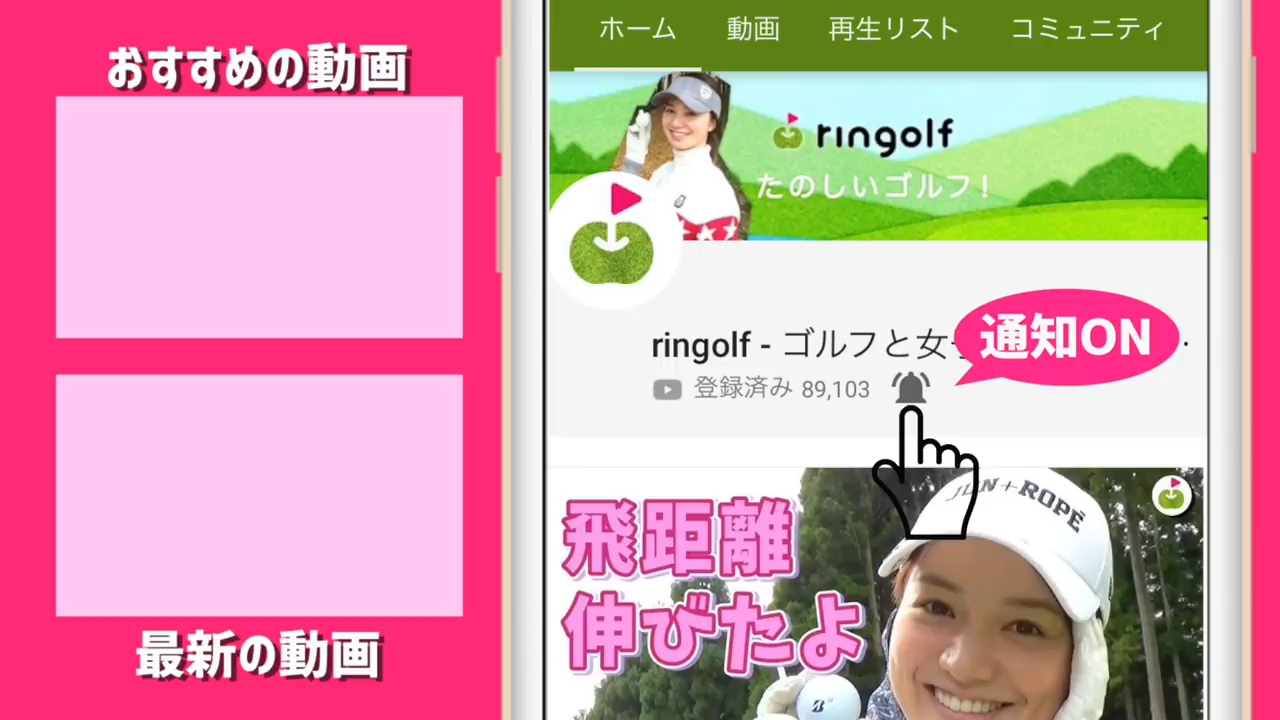 おすすめの動画
最新の動画
ホーム 動画 再生リスト コミュニティ
ringolf
たのしいゴルフ!
ringolf - ゴルフと女
通知ON
登録済み 89,103
JUN+ROPÉ
飛距離
伸びたよ
B